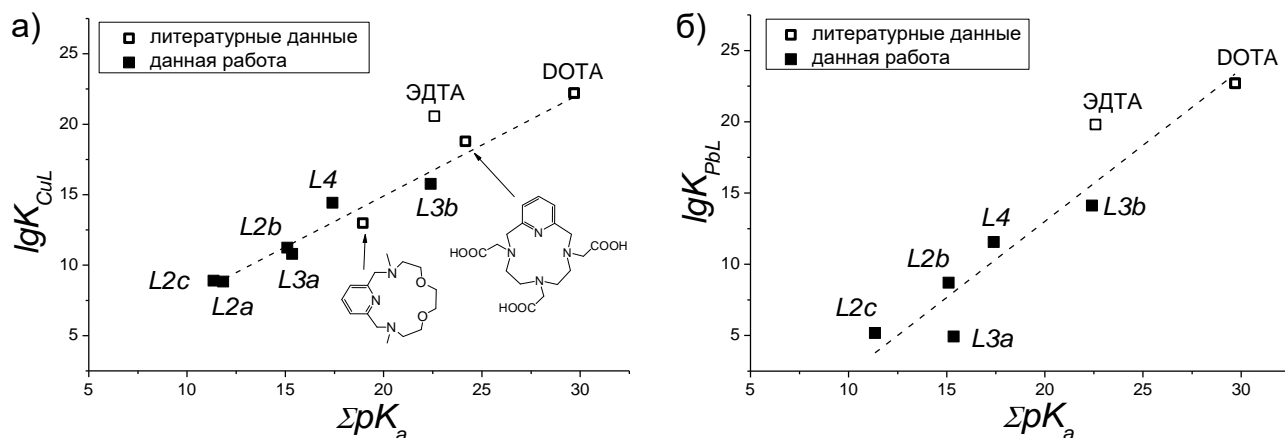 а)
литературные данные
данная работа
ЭДТА
DOTA
L4
L3b
L2b
L3a
L2c
L2a
N
N
N
O
O
N
N
N
N
HOOC
COOH
HOOC
lgK_CuL
25
20
15
10
5
5 10 15 20 25 30
ΣpK_a
б)
литературные данные
данная работа
DOTA
ЭДТА
L4
L3b
L2b
L2c
L3a
lgK_PbL
25
20
15
10
5
5 10 15 20 25 30
ΣpK_a